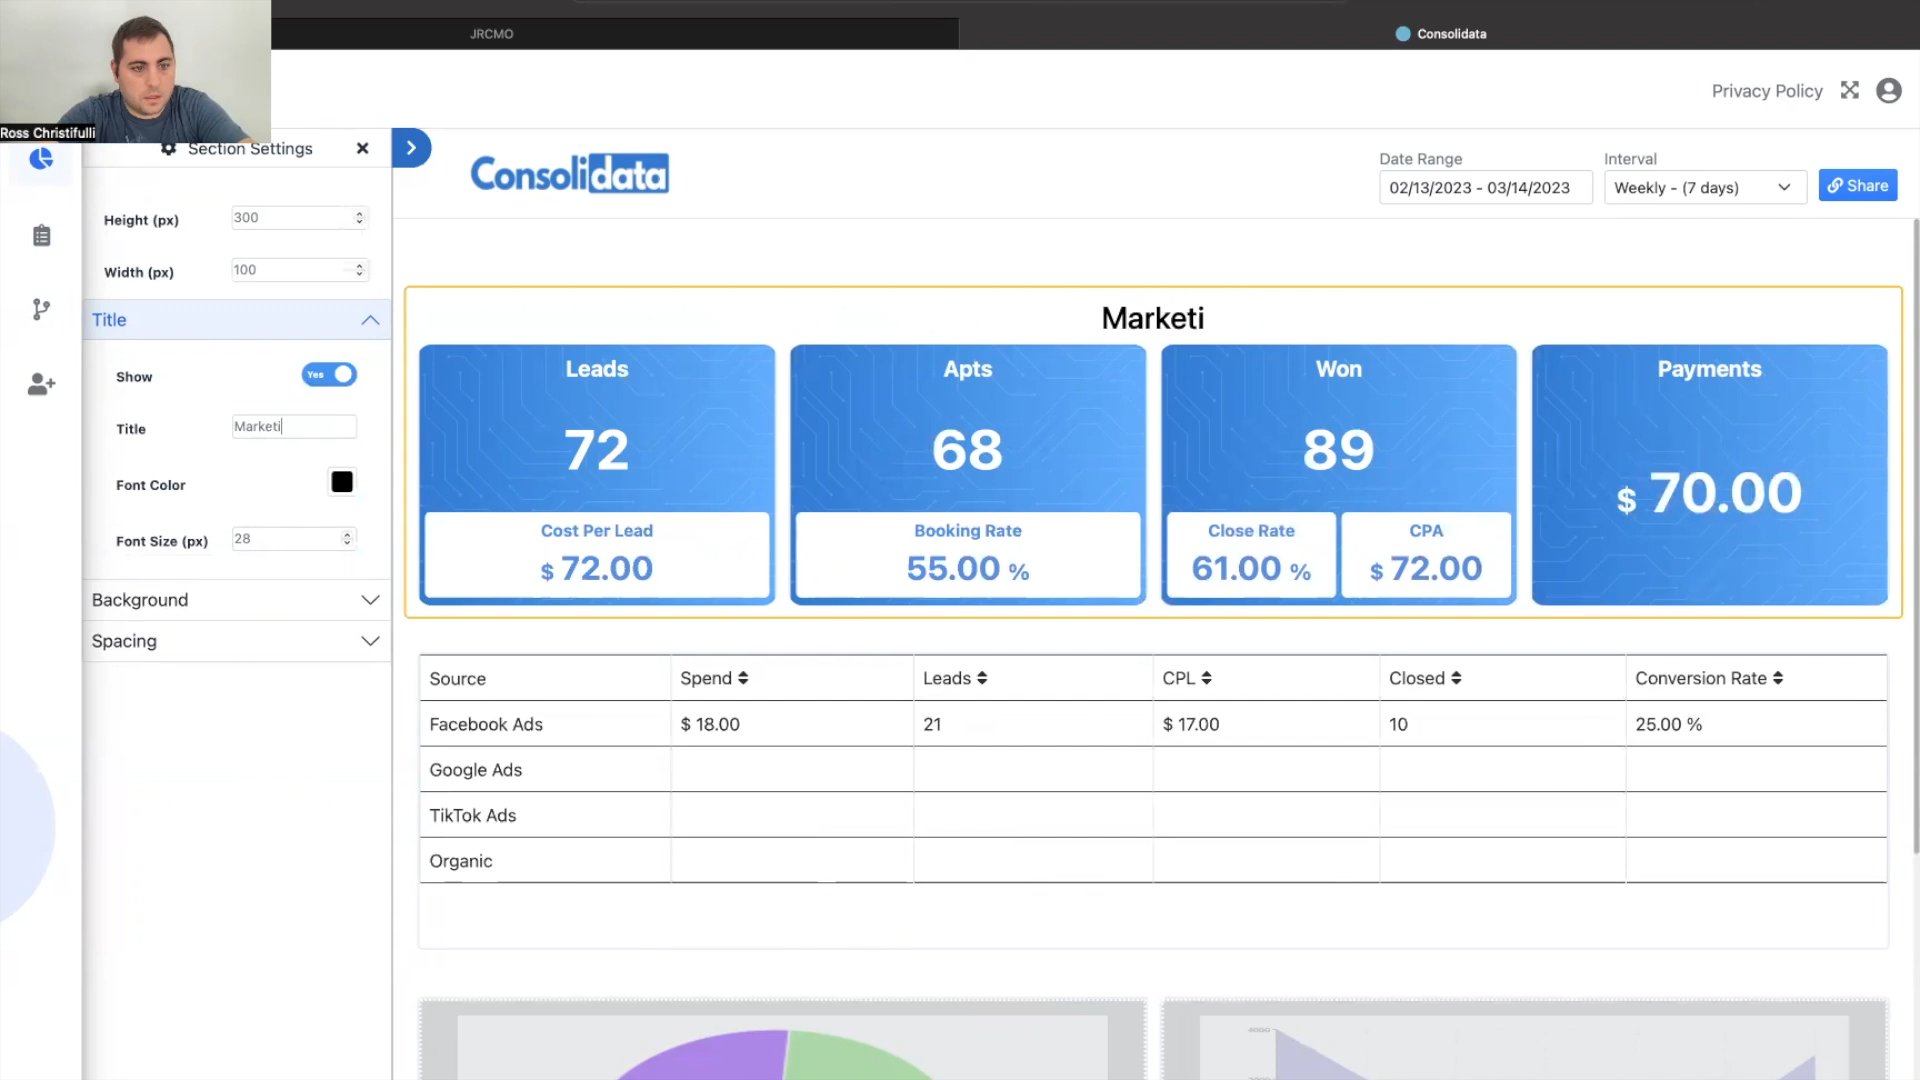 JRCMO
Consolidata
Privacy Policy
Ross Christifulli
Section Settings
Height (px)
300
Width (px)
100
Title
Show
Yes
Title
Marketi
Font Color
Font Size (px)
28
Background
Spacing
Consolidata
Date Range
02/13/2023 - 03/14/2023
Interval
Weekly - (7 days)
Share
Marketi
Leads
72
Cost Per Lead
$ 72.00
Apts
68
Booking Rate
55.00 %
Won
89
Close Rate
61.00 %
CPA
$ 72.00
Payments
$ 70.00
Source Spend Leads CPL Closed Conversion Rate
Facebook Ads $ 18.00 21 $ 17.00 10 25.00 %
Google Ads
TikTok Ads
Organic
4000